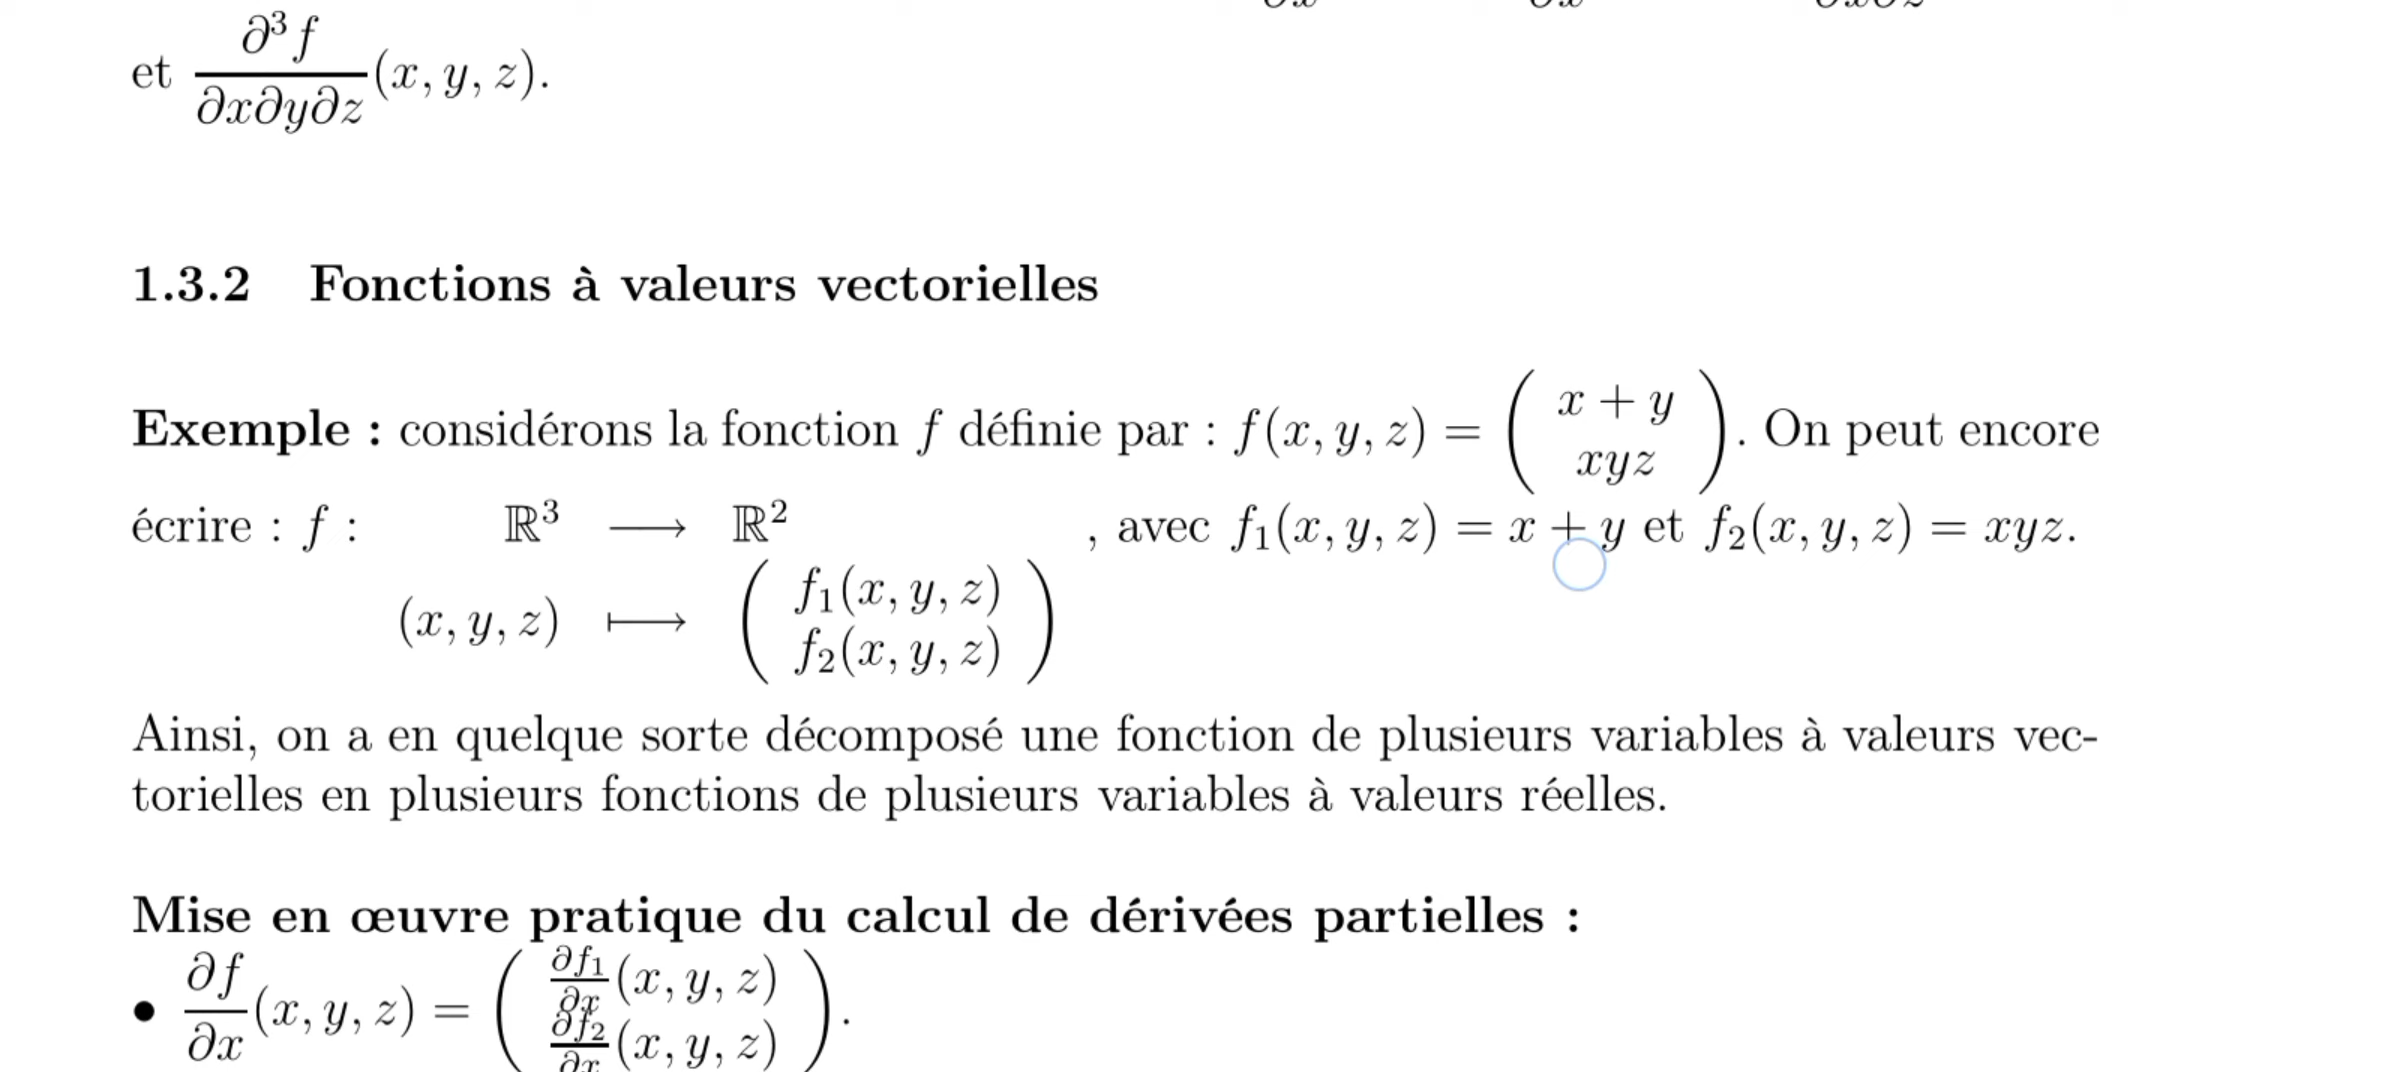 et ∂³f/∂x∂y∂z (x, y, z).
1.3.2 Fonctions à valeurs vectorielles
Exemple : considérons la fonction f définie par : f(x, y, z) = ( x + y ; xyz ). On peut encore
écrire : f : ℝ³ ⟶ ℝ² , avec f₁(x, y, z) = x + y et f₂(x, y, z) = xyz.
(x, y, z) ⟼ ( f₁(x, y, z) ; f₂(x, y, z) )
Ainsi, on a en quelque sorte décomposé une fonction de plusieurs variables à valeurs vec-
torielles en plusieurs fonctions de plusieurs variables à valeurs réelles.
Mise en œuvre pratique du calcul de dérivées partielles :
• ∂f/∂x (x, y, z) = ( ∂f₁/∂x (x, y, z) ; ∂f₂/∂x (x, y, z) ).